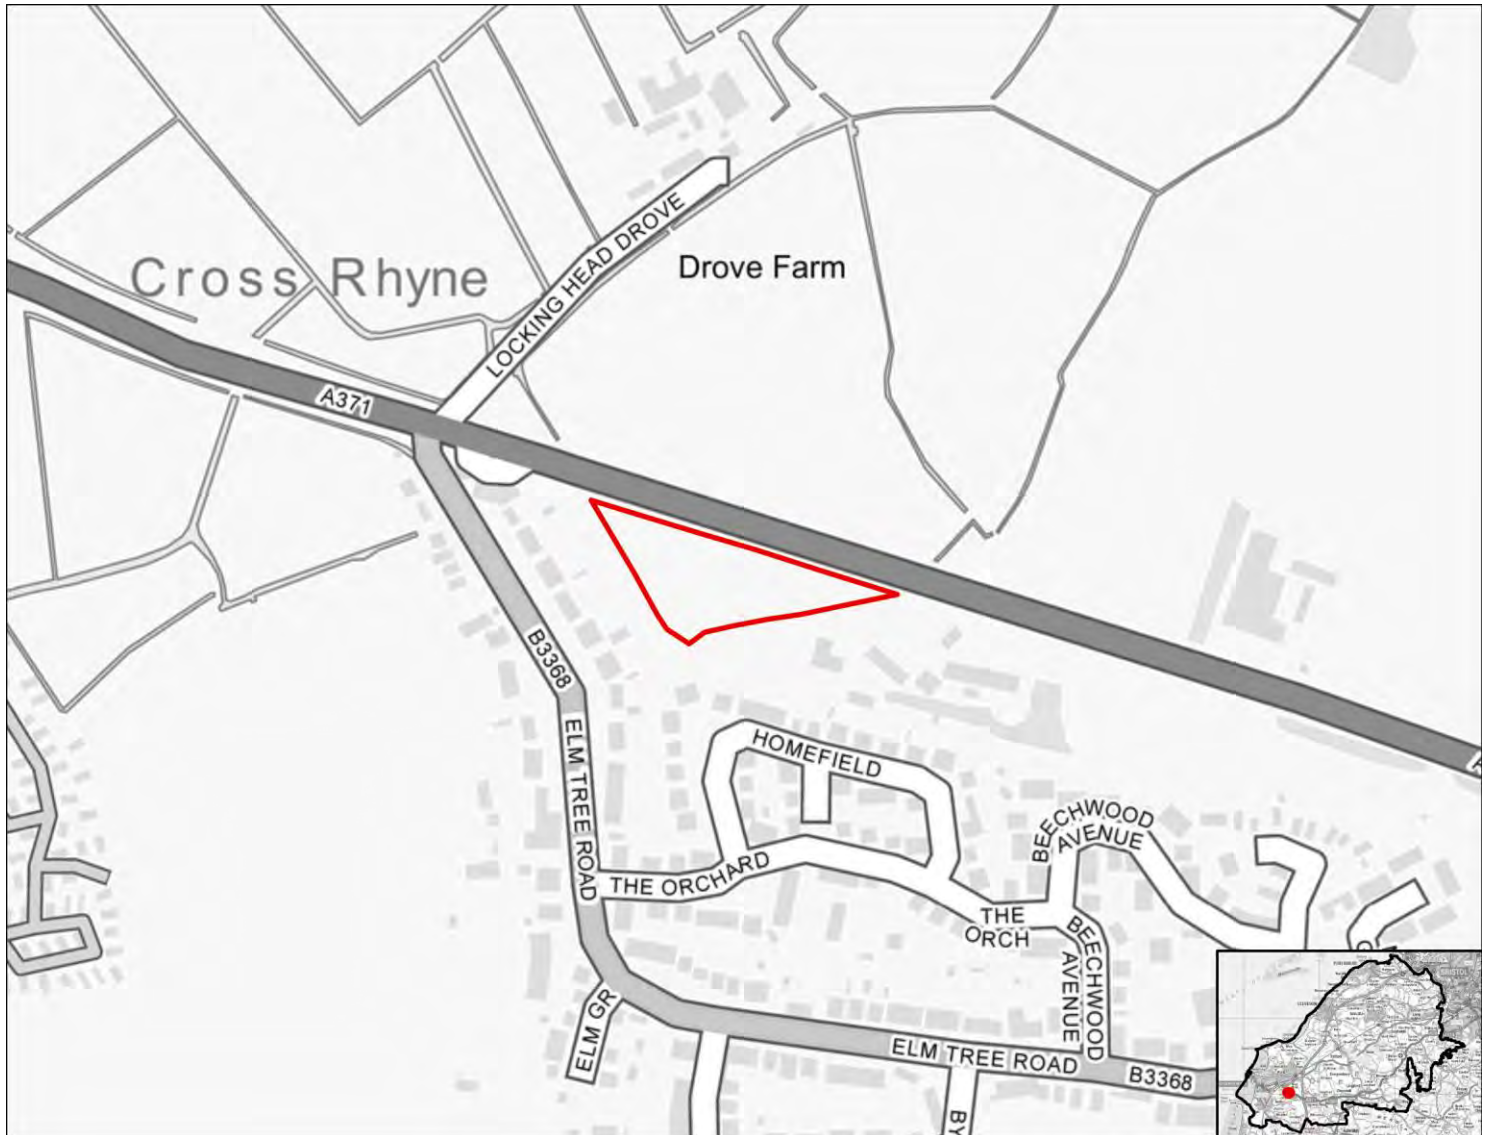 LOCKING HEAD DROVE
Drove Farm
Cross Rhyne
A371
B3368
ELM TREE ROAD
HOMEFIELD
THE ORCHARD
BEECHWOOD
AVENUE
THE
ORCH
BEECHWOOD
AVENUE
ELM GR
ELM TREE ROAD
B3368
BY
BRISTOL